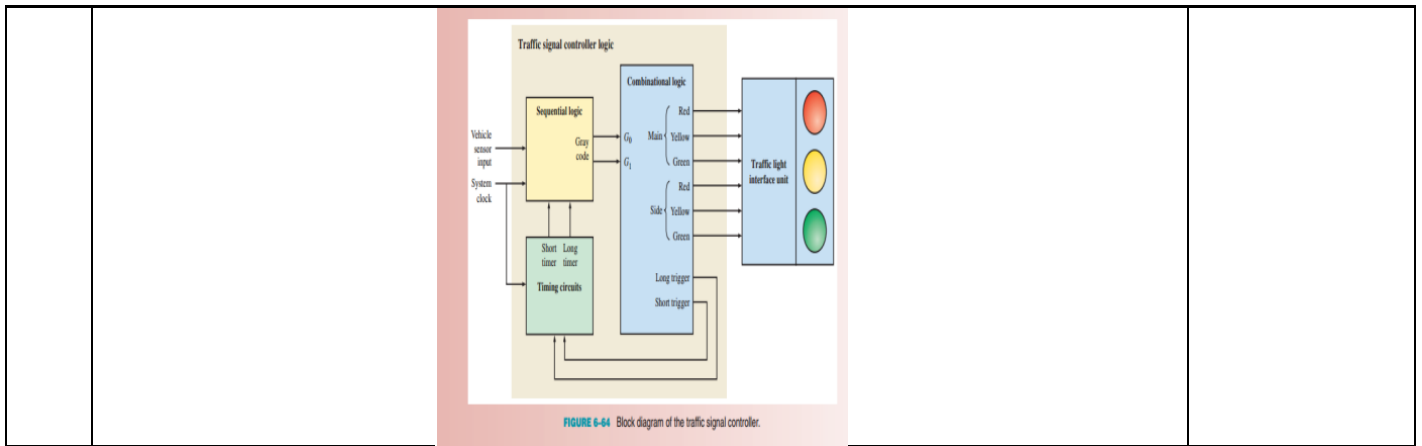 Traffic signal controller logic
Combinational logic
Sequential logic
Red
Vehicle
sensor
input
Gray
code
G0
Main
Yellow
G1
Green
Traffic light
interface unit
System
clock
Red
Side
Yellow
Green
Short
timer
Long
timer
Long trigger
Timing circuits
Short trigger
FIGURE 6–64 Block diagram of the traffic signal controller.